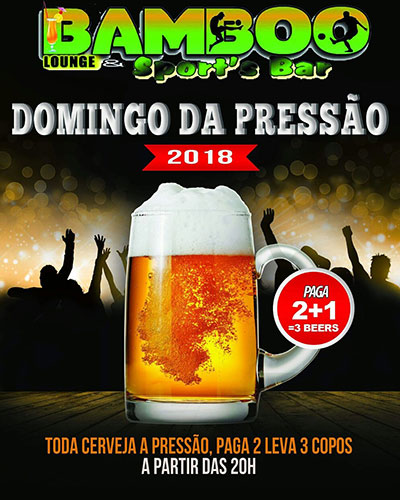 BAMBOO
LOUNGE & Sport's Bar
DOMINGO DA PRESSÃO
2018
PAGA
2+1
=3 BEERS
TODA CERVEJA A PRESSÃO, PAGA 2 LEVA 3 COPOS
A PARTIR DAS 20H